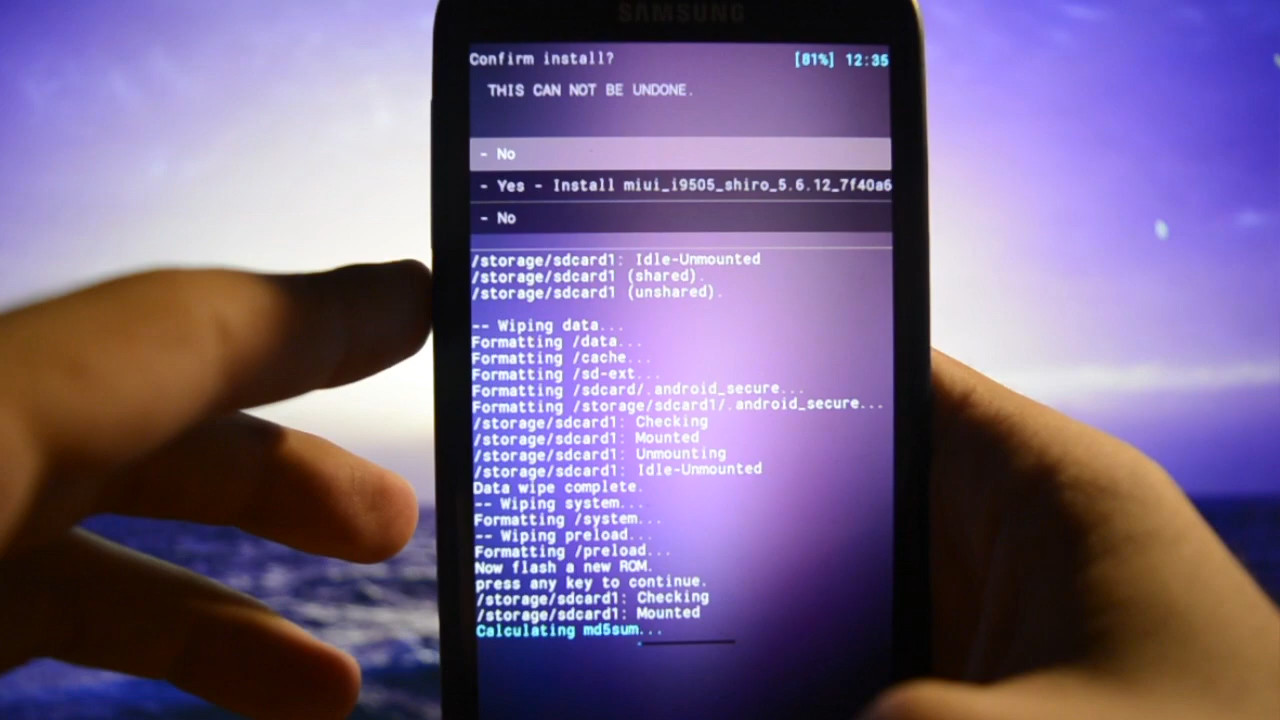 SAMSUNG
Confirm install? [81%] 12:35
THIS CAN NOT BE UNDONE.
- No
- Yes - Install miui_i9505_shiro_5.6.12_7f40a6
- No
/storage/sdcard1: Idle-Unmounted
/storage/sdcard1 (shared).
/storage/sdcard1 (unshared).
-- Wiping data...
Formatting /data...
Formatting /cache...
Formatting /sd-ext...
Formatting /sdcard/.android_secure...
Formatting /storage/sdcard1/.android_secure...
/storage/sdcard1: Checking
/storage/sdcard1: Mounted
/storage/sdcard1: Unmounting
/storage/sdcard1: Idle-Unmounted
Data wipe complete.
-- Wiping system...
Formatting /system...
-- Wiping preload...
Formatting /preload...
Now flash a new ROM.
press any key to continue.
/storage/sdcard1: Checking
/storage/sdcard1: Mounted
Calculating md5sum...